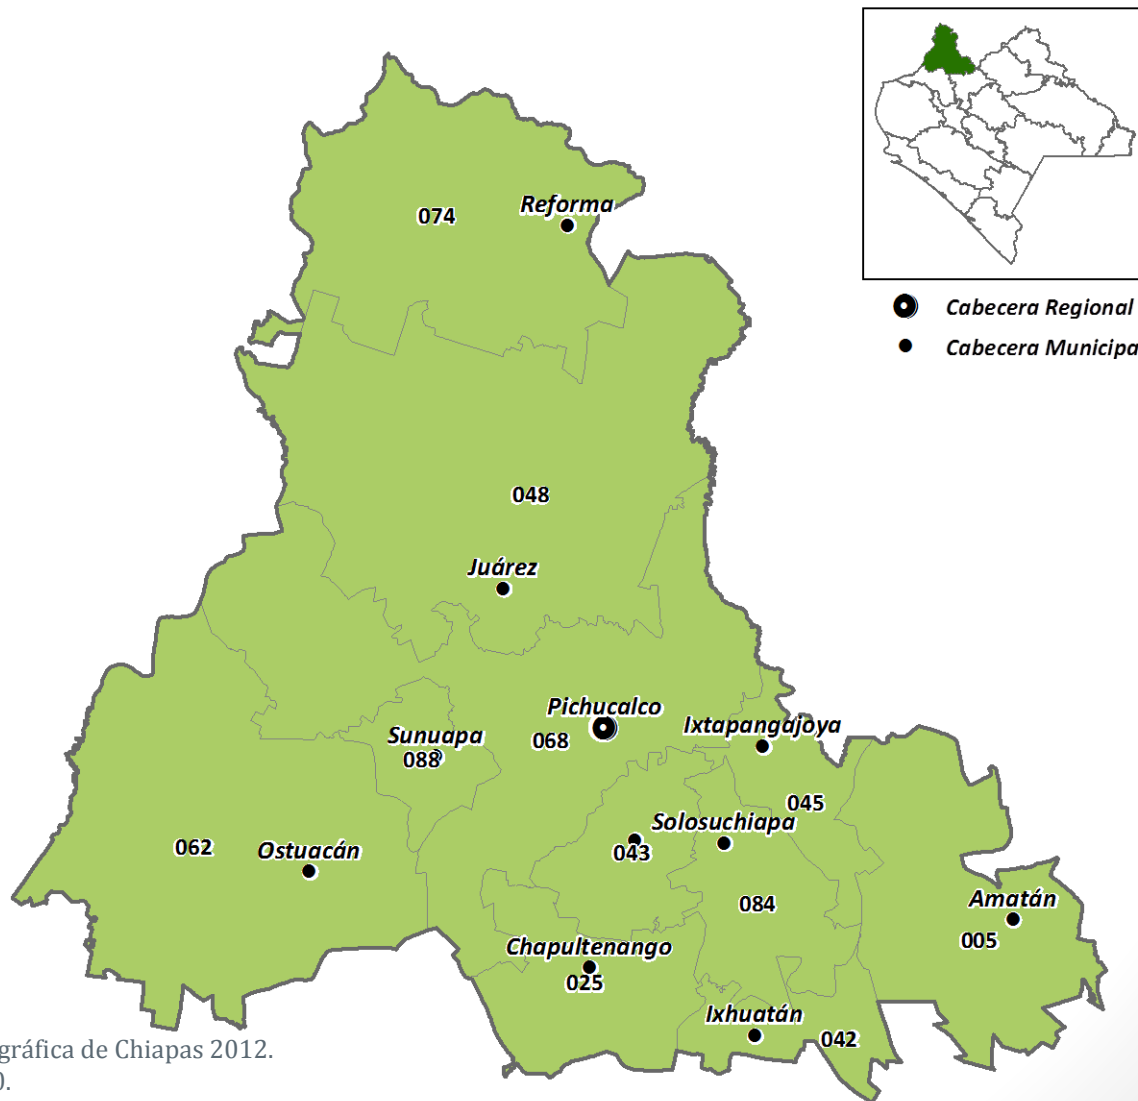 Reforma
074
Cabecera Regional
Cabecera Municipa
048
Juárez
Pichucalco
Ixtapangajoya
Sunuapa
068
088
045
Solosuchiapa
062
Ostuacán
043
084
Amatán
005
Chapultenango
025
Ixhuatán
042
gráfica de Chiapas 2012.
0.